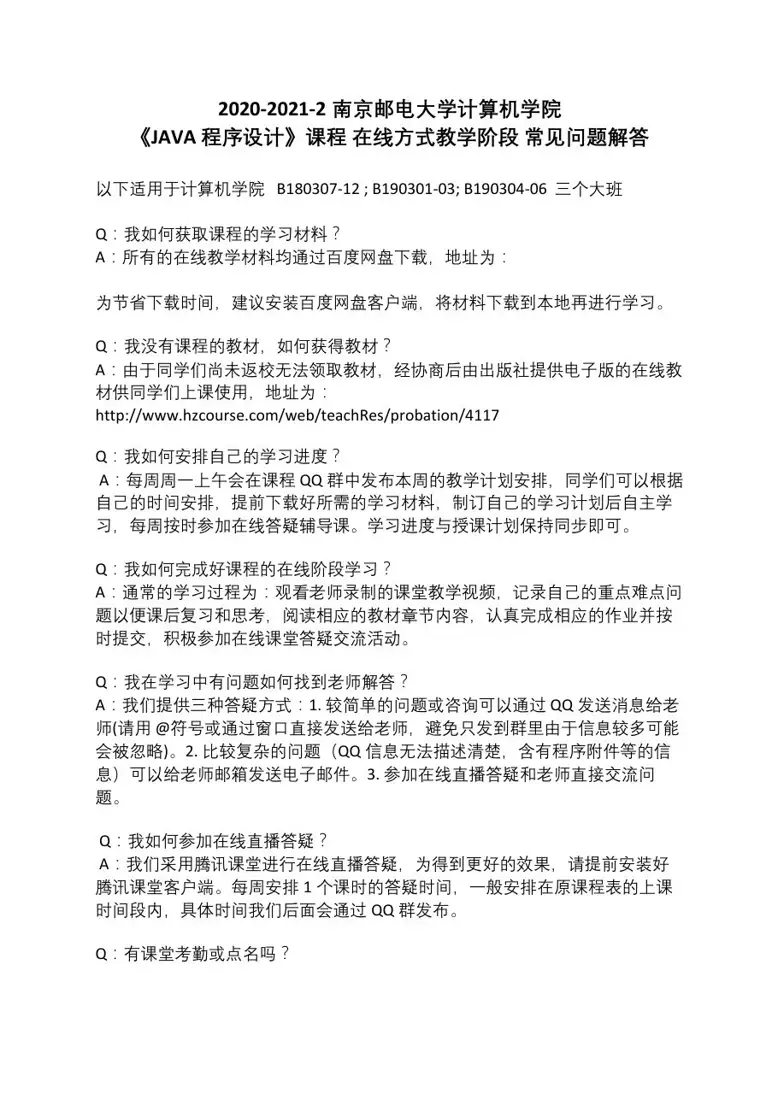 2020-2021-2 南京邮电大学计算机学院
《JAVA 程序设计》课程 在线方式教学阶段 常见问题解答
以下适用于计算机学院 B180307-12 ; B190301-03; B190304-06 三个大班
Q：我如何获取课程的学习材料？
A：所有的在线教学材料均通过百度网盘下载，地址为：
为节省下载时间，建议安装百度网盘客户端，将材料下载到本地再进行学习。
Q：我没有课程的教材，如何获得教材？
A：由于同学们尚未返校无法领取教材，经协商后由出版社提供电子版的在线教
材供同学们上课使用，地址为：
http://www.hzcourse.com/web/teachRes/probation/4117
Q：我如何安排自己的学习进度？
A：每周周一上午会在课程 QQ 群中发布本周的教学计划安排，同学们可以根据
自己的时间安排，提前下载好所需的学习材料，制订自己的学习计划后自主学
习，每周按时参加在线答疑辅导课。学习进度与授课计划保持同步即可。
Q：我如何完成好课程的在线阶段学习？
A：通常的学习过程为：观看老师录制的课堂教学视频，记录自己的重点难点问
题以便课后复习和思考，阅读相应的教材章节内容，认真完成相应的作业并按
时提交，积极参加在线课堂答疑交流活动。
Q：我在学习中有问题如何找到老师解答？
A：我们提供三种答疑方式：1. 较简单的问题或咨询可以通过 QQ 发送消息给老
师(请用 @符号或通过窗口直接发送给老师，避免只发到群里由于信息较多可能
会被忽略)。2. 比较复杂的问题（QQ 信息无法描述清楚，含有程序附件等的信
息）可以给老师邮箱发送电子邮件。3. 参加在线直播答疑和老师直接交流问
题。
Q：我如何参加在线直播答疑？
A：我们采用腾讯课堂进行在线直播答疑，为得到更好的效果，请提前安装好
腾讯课堂客户端。每周安排 1 个课时的答疑时间，一般安排在原课程表的上课
时间段内，具体时间我们后面会通过 QQ 群发布。
Q：有课堂考勤或点名吗？